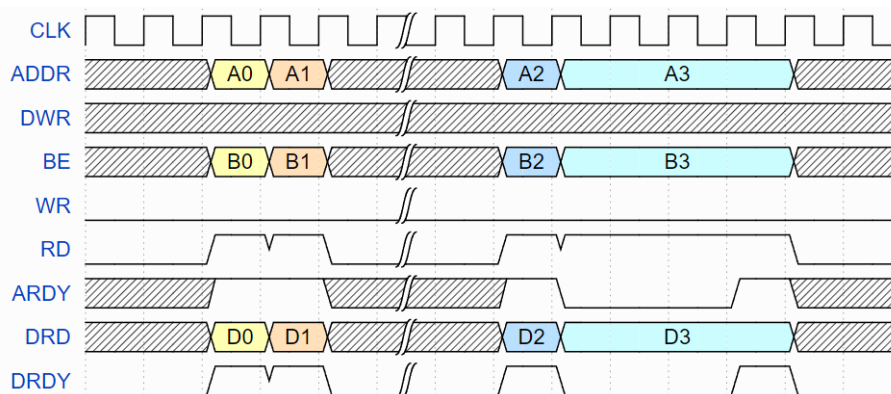 CLK
ADDR A0 A1 A2 A3
DWR
BE B0 B1 B2 B3
WR
RD
ARDY
DRD D0 D1 D2 D3
DRDY